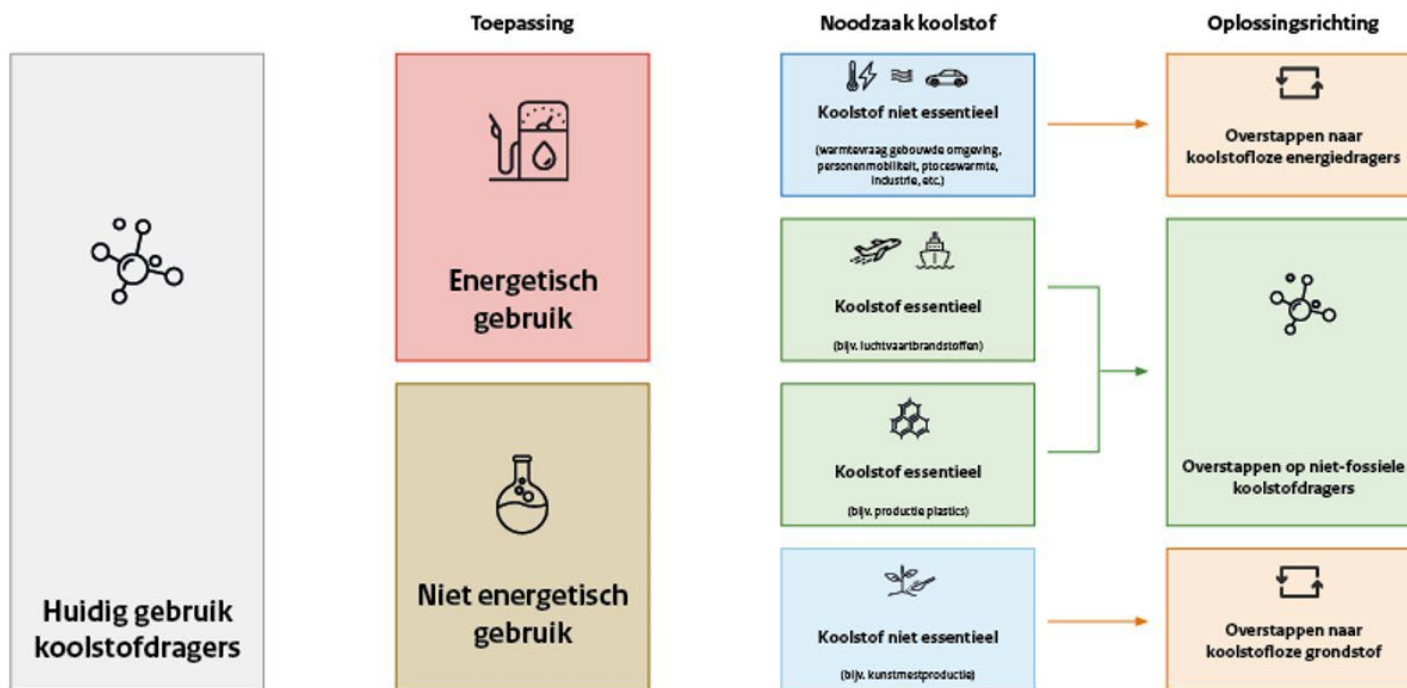 Toepassing
Noodzaak koolstof
Oplossingsrichting
Huidig gebruik
koolstofdragers
Energetisch
gebruik
Niet energetisch
gebruik
Koolstof niet essentieel
(warmtevraag gebouwde omgeving,
personenmobiliteit, ptoceswarmte,
industrie, etc.)
Koolstof essentieel
(bijv. luchtvaartbrandstoffen)
Koolstof essentieel
(bijv. productie plastics)
Koolstof niet essentieel
(bijv. kunstmestproductie)
Overstappen naar
koolstofloze energiedragers
Overstappen op niet-fossiele
koolstofdragers
Overstappen naar
koolstofloze grondstof